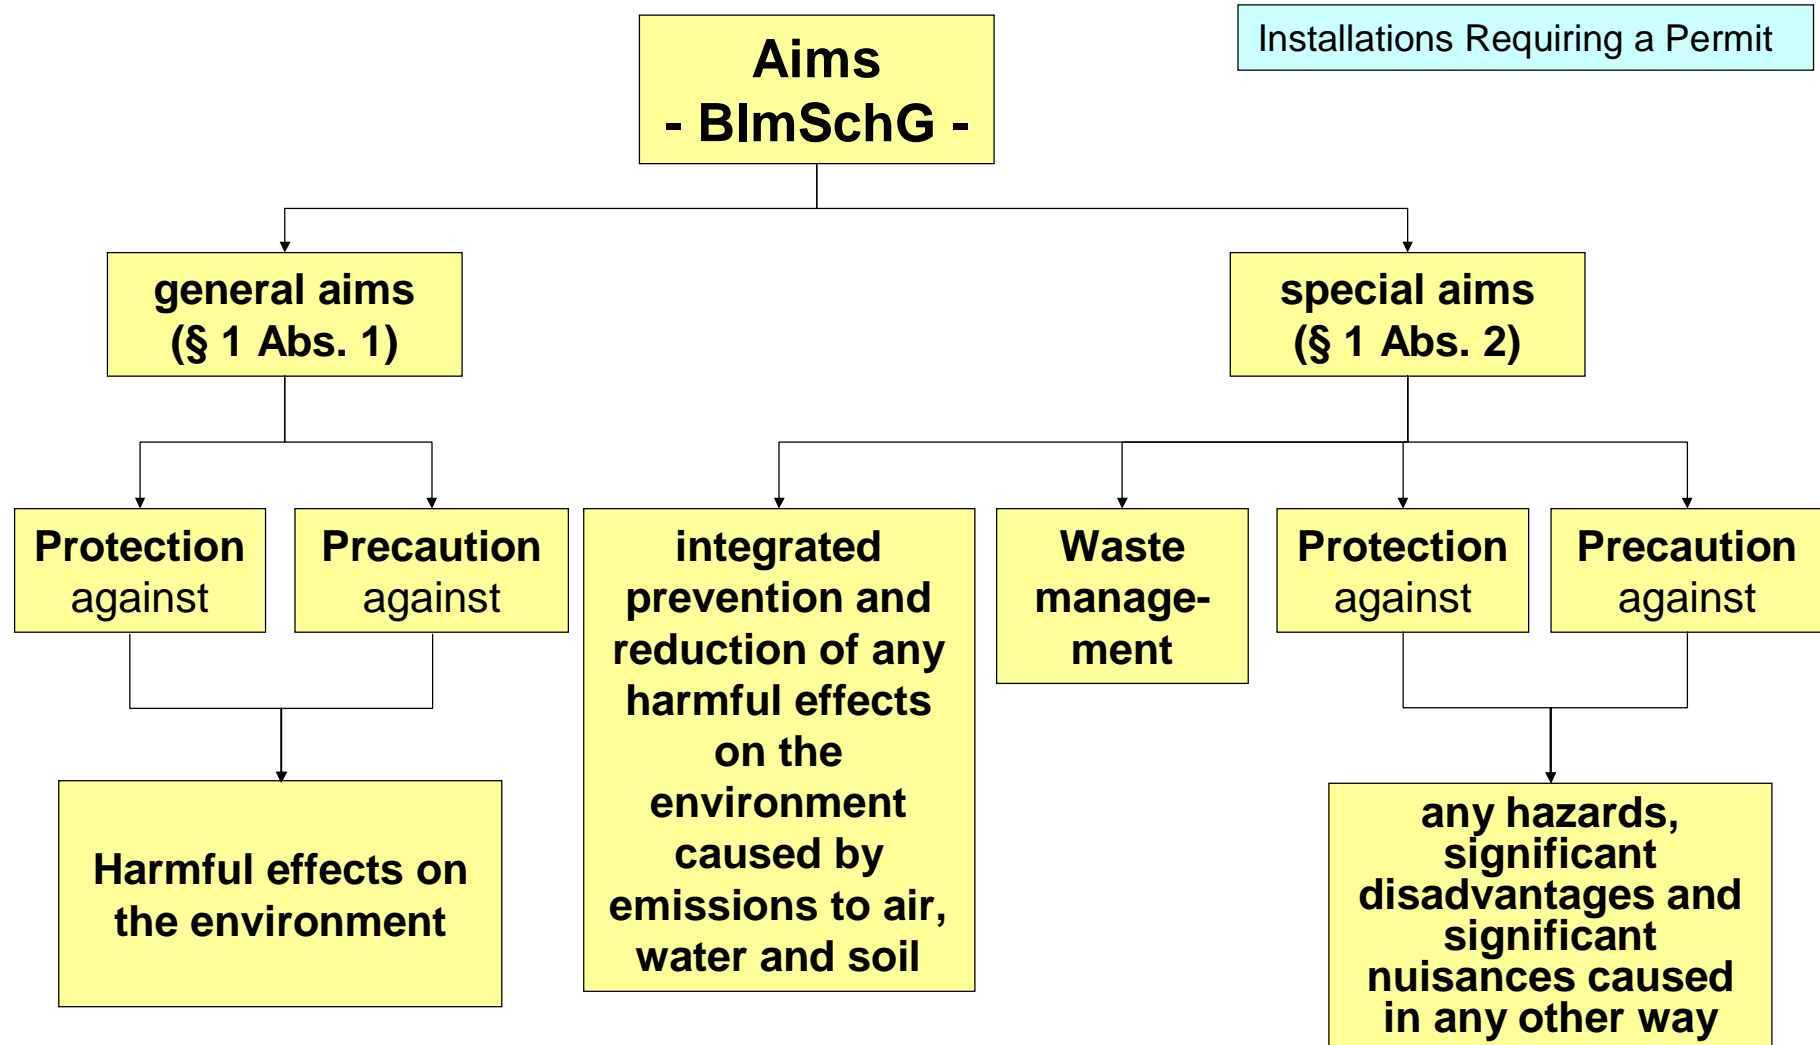 Installations Requiring a Permit
Aims
- BImSchG -
general aims
(§ 1 Abs. 1)
special aims
(§ 1 Abs. 2)
Protection
against
Precaution
against
integrated
prevention and
reduction of any
harmful effects
on the
environment
caused by
emissions to air,
water and soil
Waste
manage-
ment
Protection
against
Precaution
against
Harmful effects on
the environment
any hazards,
significant
disadvantages and
significant
nuisances caused
in any other way